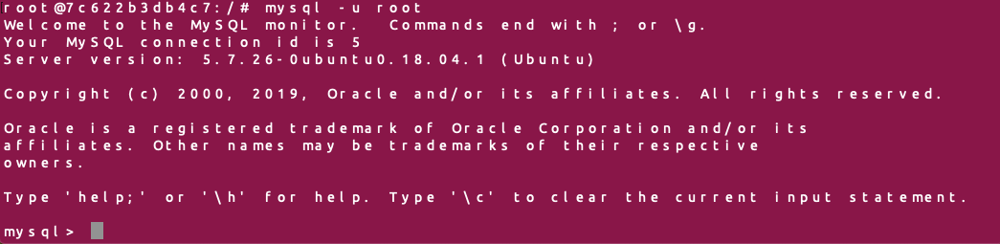 root@7c622b3db4c7:/# mysql -u root
Welcome to the MySQL monitor.  Commands end with ; or \g.
Your MySQL connection id is 5
Server version: 5.7.26-0ubuntu0.18.04.1 (Ubuntu)
Copyright (c) 2000, 2019, Oracle and/or its affiliates. All rights reserved.
Oracle is a registered trademark of Oracle Corporation and/or its
affiliates. Other names may be trademarks of their respective
owners.
Type 'help;' or '\h' for help. Type '\c' to clear the current input statement.
mysql>